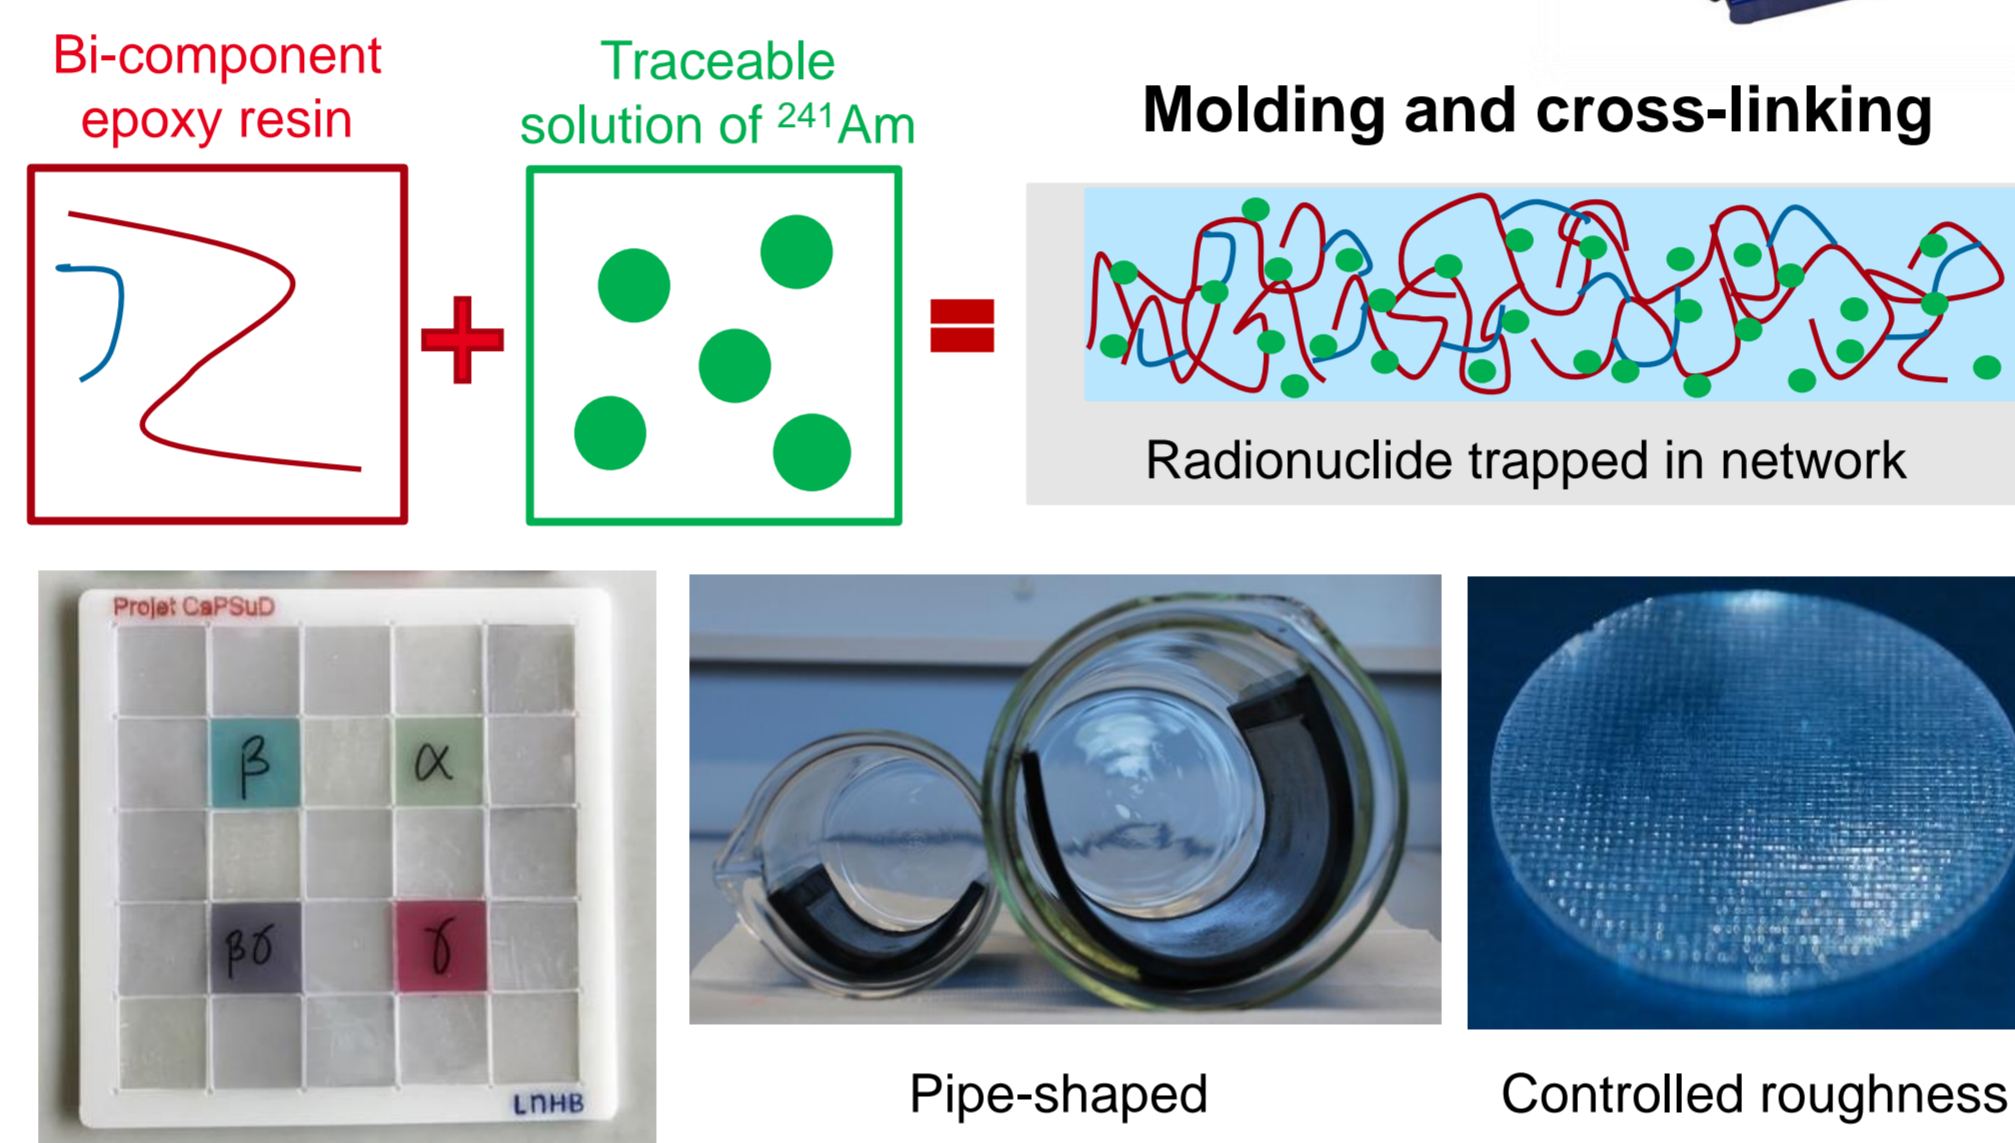 Bi-component
epoxy resin
Traceable
solution of ²⁴¹Am
Molding and cross-linking
Radionuclide trapped in network
Projet CaPSuD
β
α
βγ
γ
LNHB
Pipe-shaped
Controlled roughness